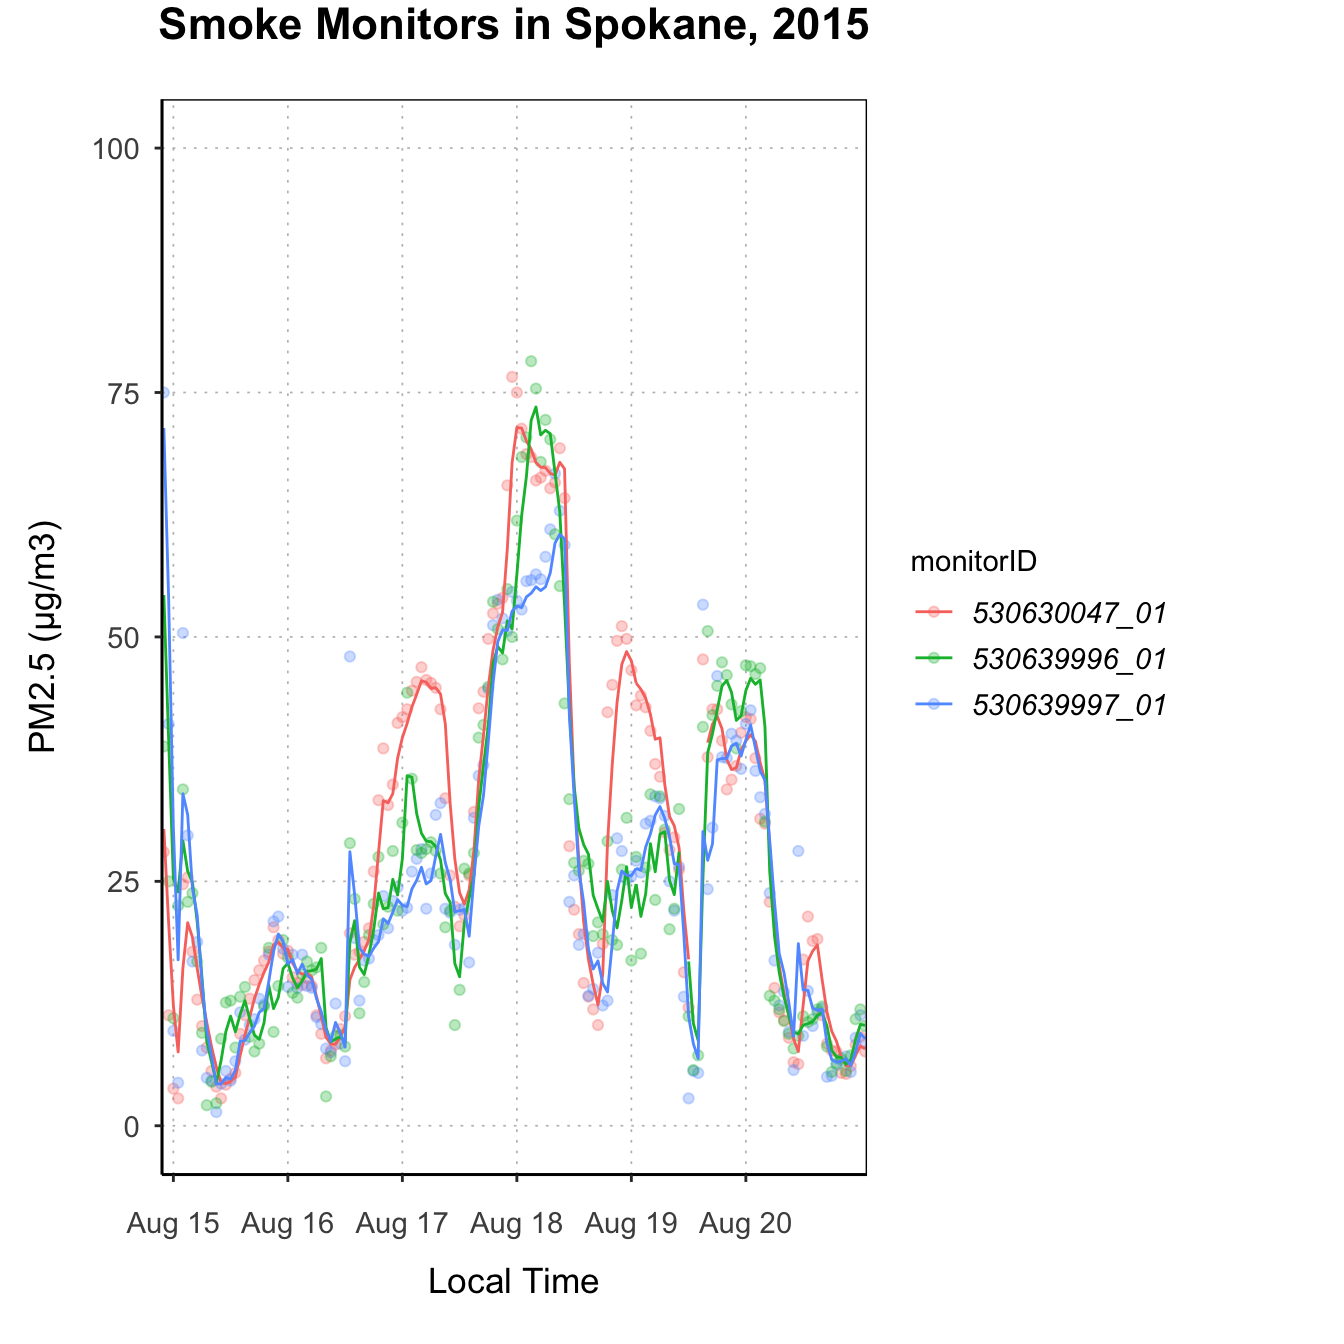 Smoke Monitors in Spokane, 2015
100
75
50
25
0
PM2.5 (µg/m3)
Aug 15 Aug 16 Aug 17 Aug 18 Aug 19 Aug 20
Local Time
monitorID
530630047_01
530639996_01
530639997_01